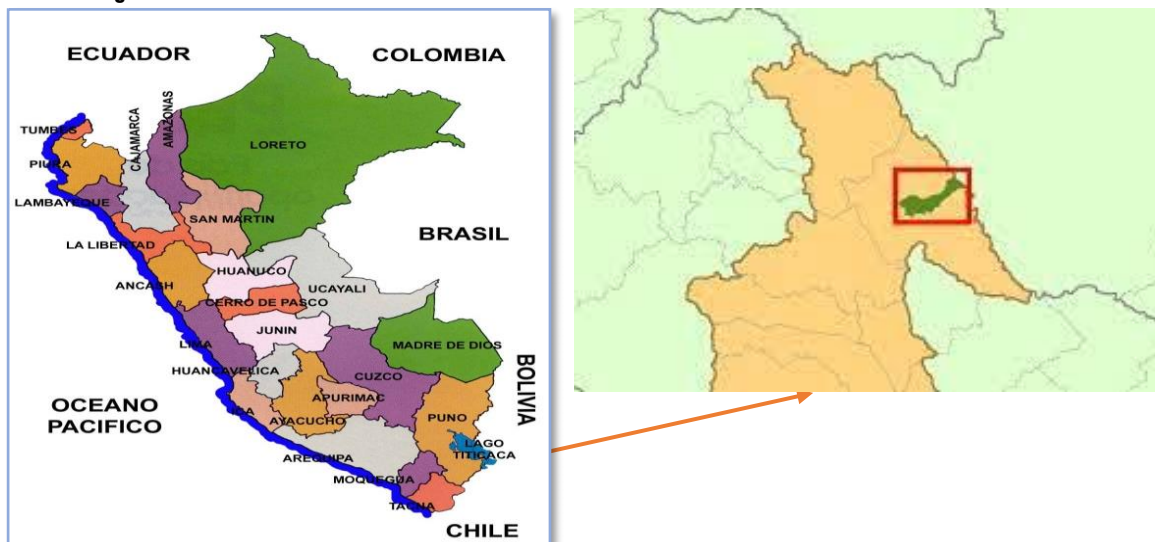 ECUADOR
COLOMBIA
TUMBES
CAJAMARCA
AMAZONAS
LORETO
PIURA
LAMBAYEQUE
SAN MARTIN
BRASIL
LA LIBERTAD
HUANUCO
ANCASH
UCAYALI
CERRO DE PASCO
JUNIN
LIMA
MADRE DE DIOS
HUANCAVELICA
CUZCO
BOLIVIA
APURIMAC
OCEANO
PACIFICO
ICA
AYACUCHO
PUNO
LAGO
TITICACA
AREQUIPA
MOQUEGUA
TACNA
CHILE